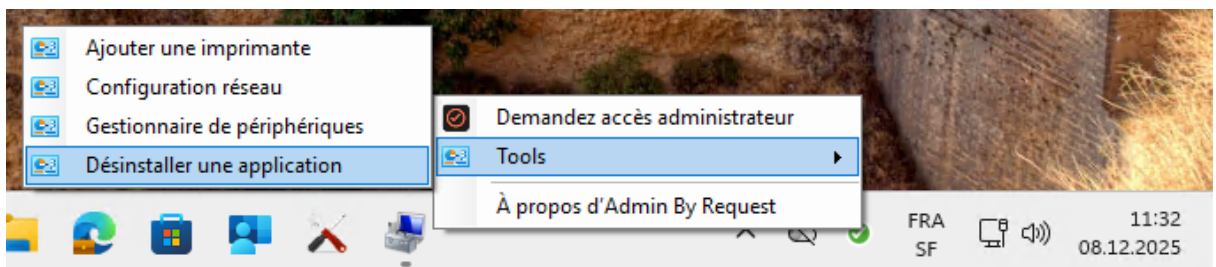 Ajouter une imprimante
Configuration réseau
Gestionnaire de périphériques
Désinstaller une application
Demandez accès administrateur
Tools
À propos d'Admin By Request
FRA
SF
11:32
08.12.2025